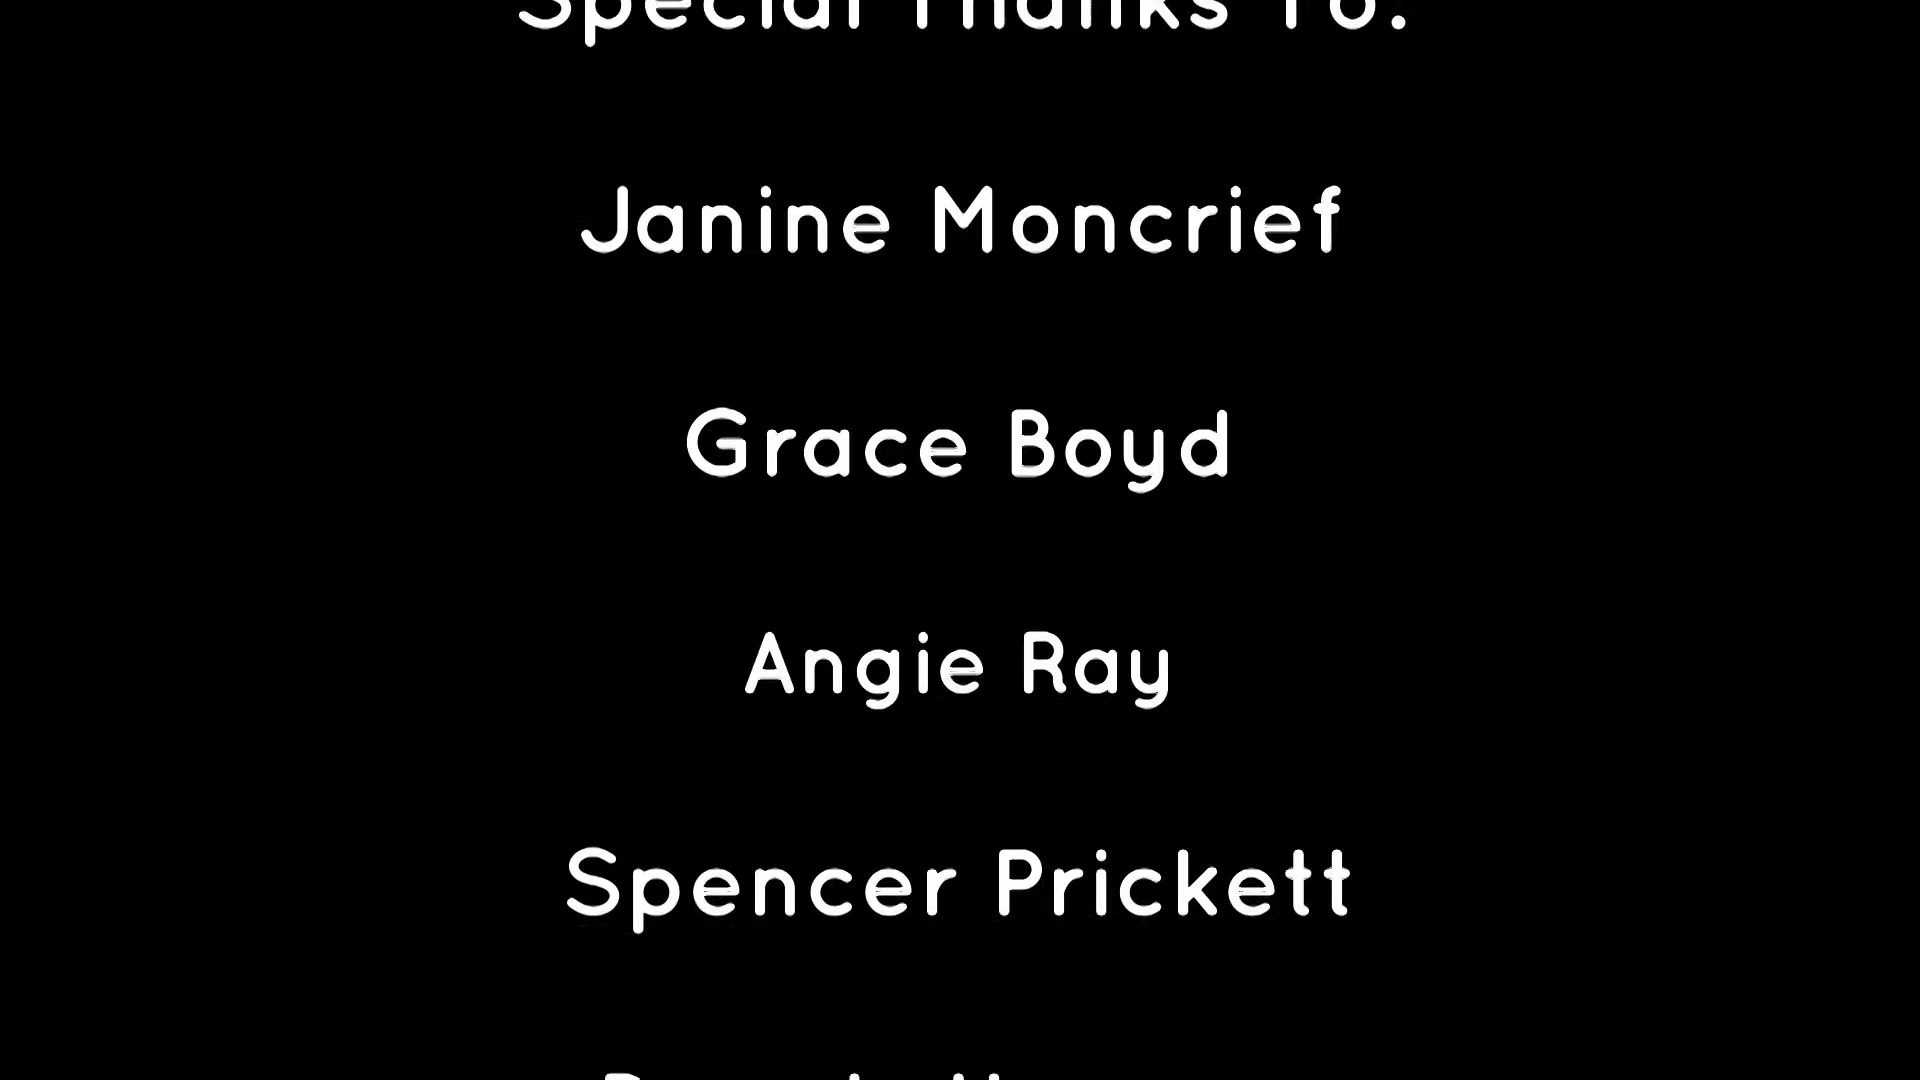 Special Thanks To:
Janine Moncrief
Grace Boyd
Angie Ray
Spencer Prickett